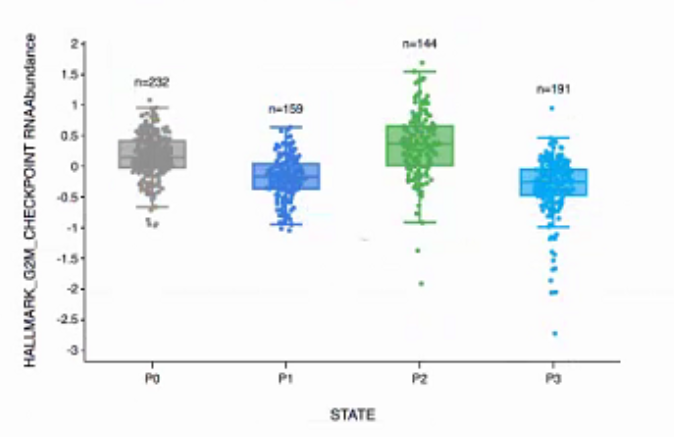 HALLMARK_G2M_CHECKPOINT RNAAbundance
2
1.5
1
0.5
0
-0.5
-1
-1.5
-2
-2.5
-3
n=232
n=159
n=144
n=191
P0
P1
P2
P3
STATE